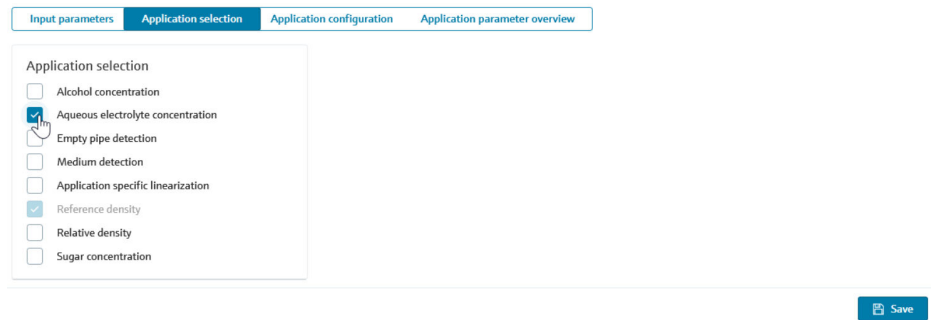 Input parameters
Application selection
Application configuration
Application parameter overview
Application selection
Alcohol concentration
Aqueous electrolyte concentration
Empty pipe detection
Medium detection
Application specific linearization
Reference density
Relative density
Sugar concentration
Save